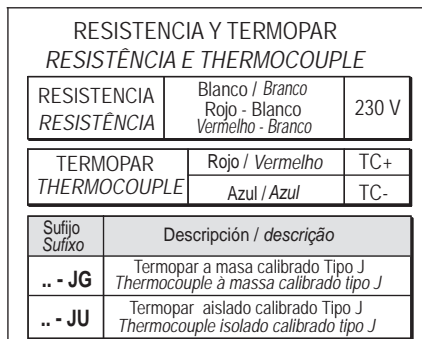 RESISTENCIA Y TERMOPAR
RESISTÊNCIA E THERMOCOUPLE
RESISTENCIA
RESISTÊNCIA
Blanco / Branco
Rojo - Blanco
Vermelho - Branco
230 V
TERMOPAR
THERMOCOUPLE
Rojo / Vermelho
TC+
Azul / Azul
TC-
Sufijo
Sufixo
Descripción / descrição
.. - JG
Termopar a masa calibrado Tipo J
Thermocouple à massa calibrado tipo J
.. - JU
Termopar aislado calibrado Tipo J
Thermocouple isolado calibrado tipo J